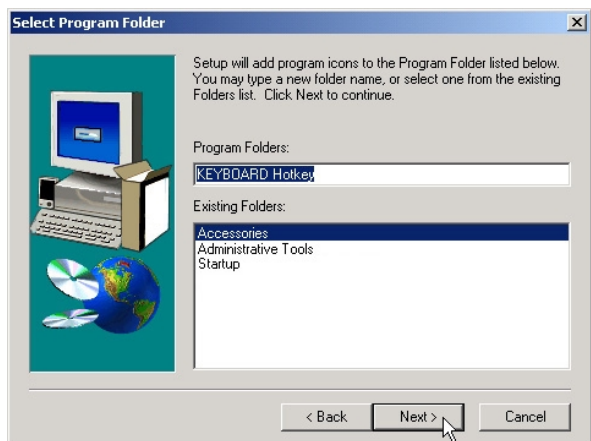 Select Program Folder
Setup will add program icons to the Program Folder listed below.
You may type a new folder name, or select one from the existing
Folders list. Click Next to continue.
Program Folders:
KEYBOARD Hotkey
Existing Folders:
Accessories
Administrative Tools
Startup
< Back
Next >
Cancel